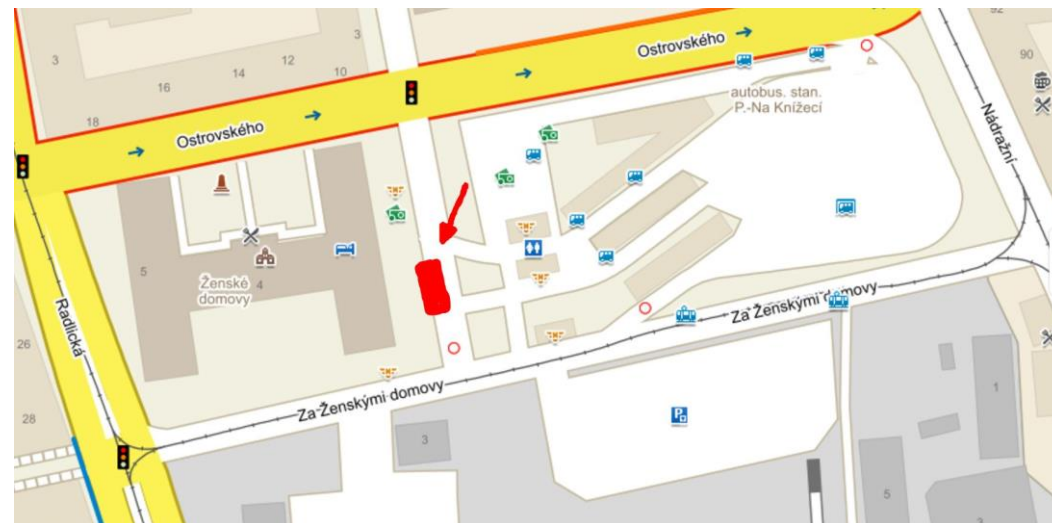 92
3
3
12
14
10
16
18
Ostrovského
Ostrovského
autobus. stan.
P.-Na Knížecí
90
Nádražní
5
Ženské
domovy
4
Radlická
26
28
Za Ženskými domovy
Za Ženskými domovy
3
P
1
5